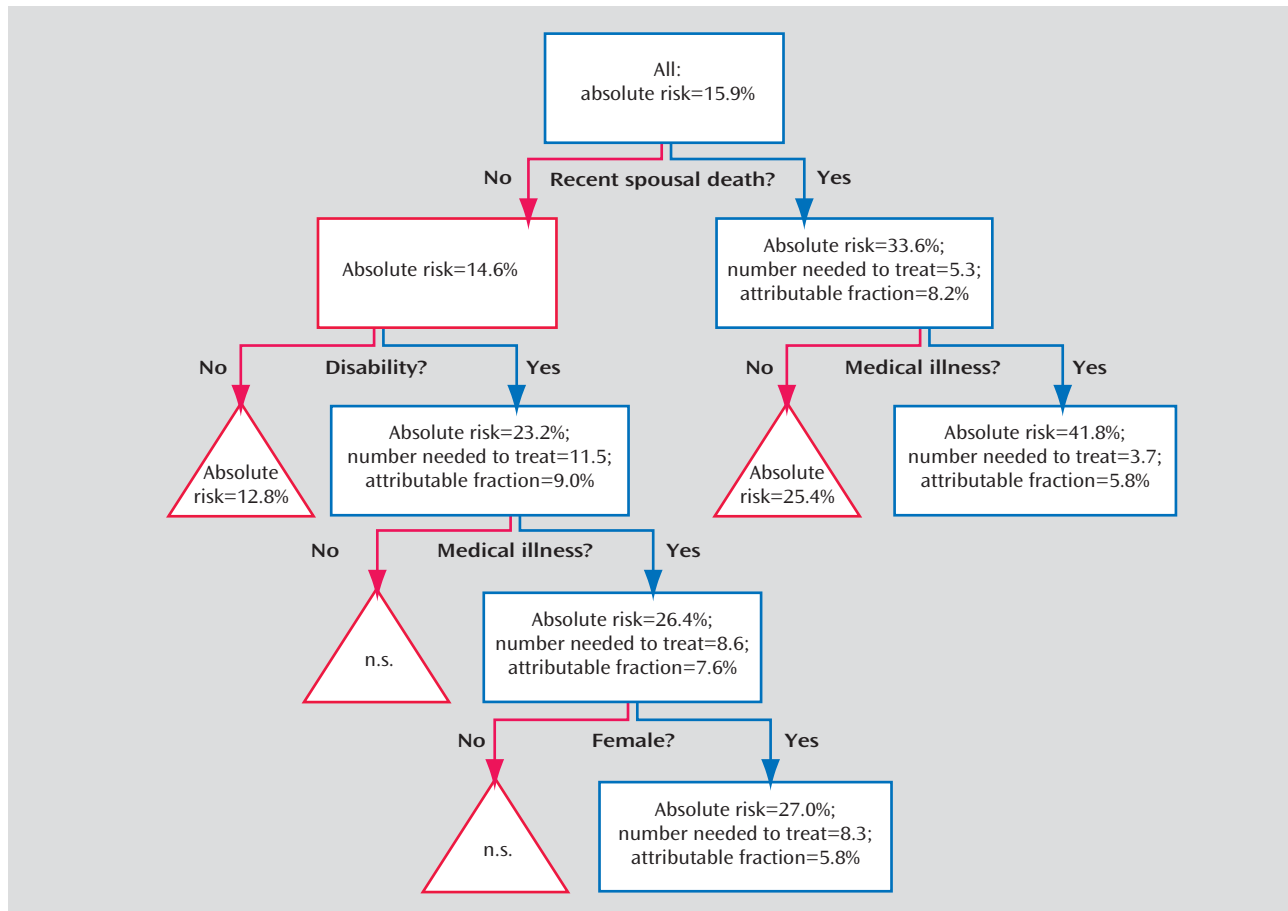 All:
absolute risk=15.9%
No
Recent spousal death?
Yes
Absolute risk=14.6%
Absolute risk=33.6%;
number needed to treat=5.3;
attributable fraction=8.2%
No
Disability?
Yes
No
Medical illness?
Yes
Absolute
risk=12.8%
Absolute risk=23.2%;
number needed to treat=11.5;
attributable fraction=9.0%
Absolute
risk=25.4%
Absolute risk=41.8%;
number needed to treat=3.7;
attributable fraction=5.8%
No
Medical illness?
Yes
n.s.
Absolute risk=26.4%;
number needed to treat=8.6;
attributable fraction=7.6%
No
Female?
Yes
n.s.
Absolute risk=27.0%;
number needed to treat=8.3;
attributable fraction=5.8%